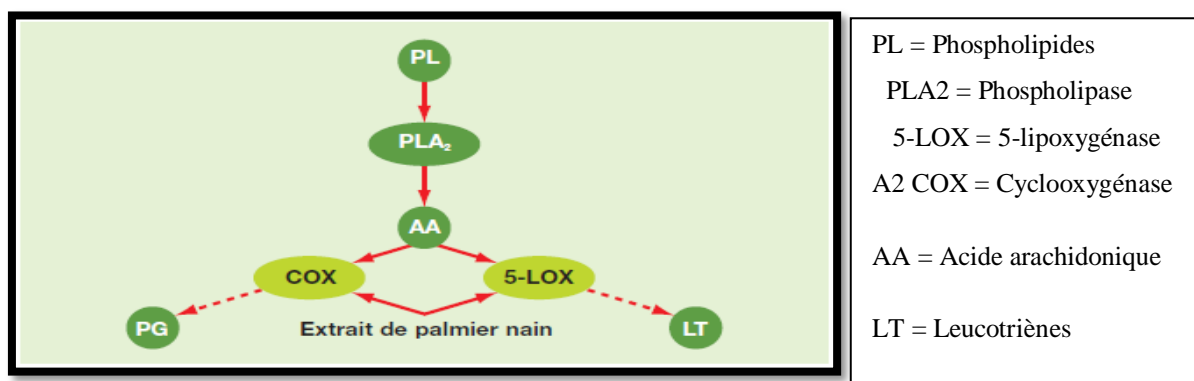 PL
PLA₂
AA
COX 5-LOX
PG Extrait de palmier nain LT
PL = Phospholipides
PLA2 = Phospholipase
5-LOX = 5-lipoxygénase
A2 COX = Cyclooxygénase
AA = Acide arachidonique
LT = Leucotriènes